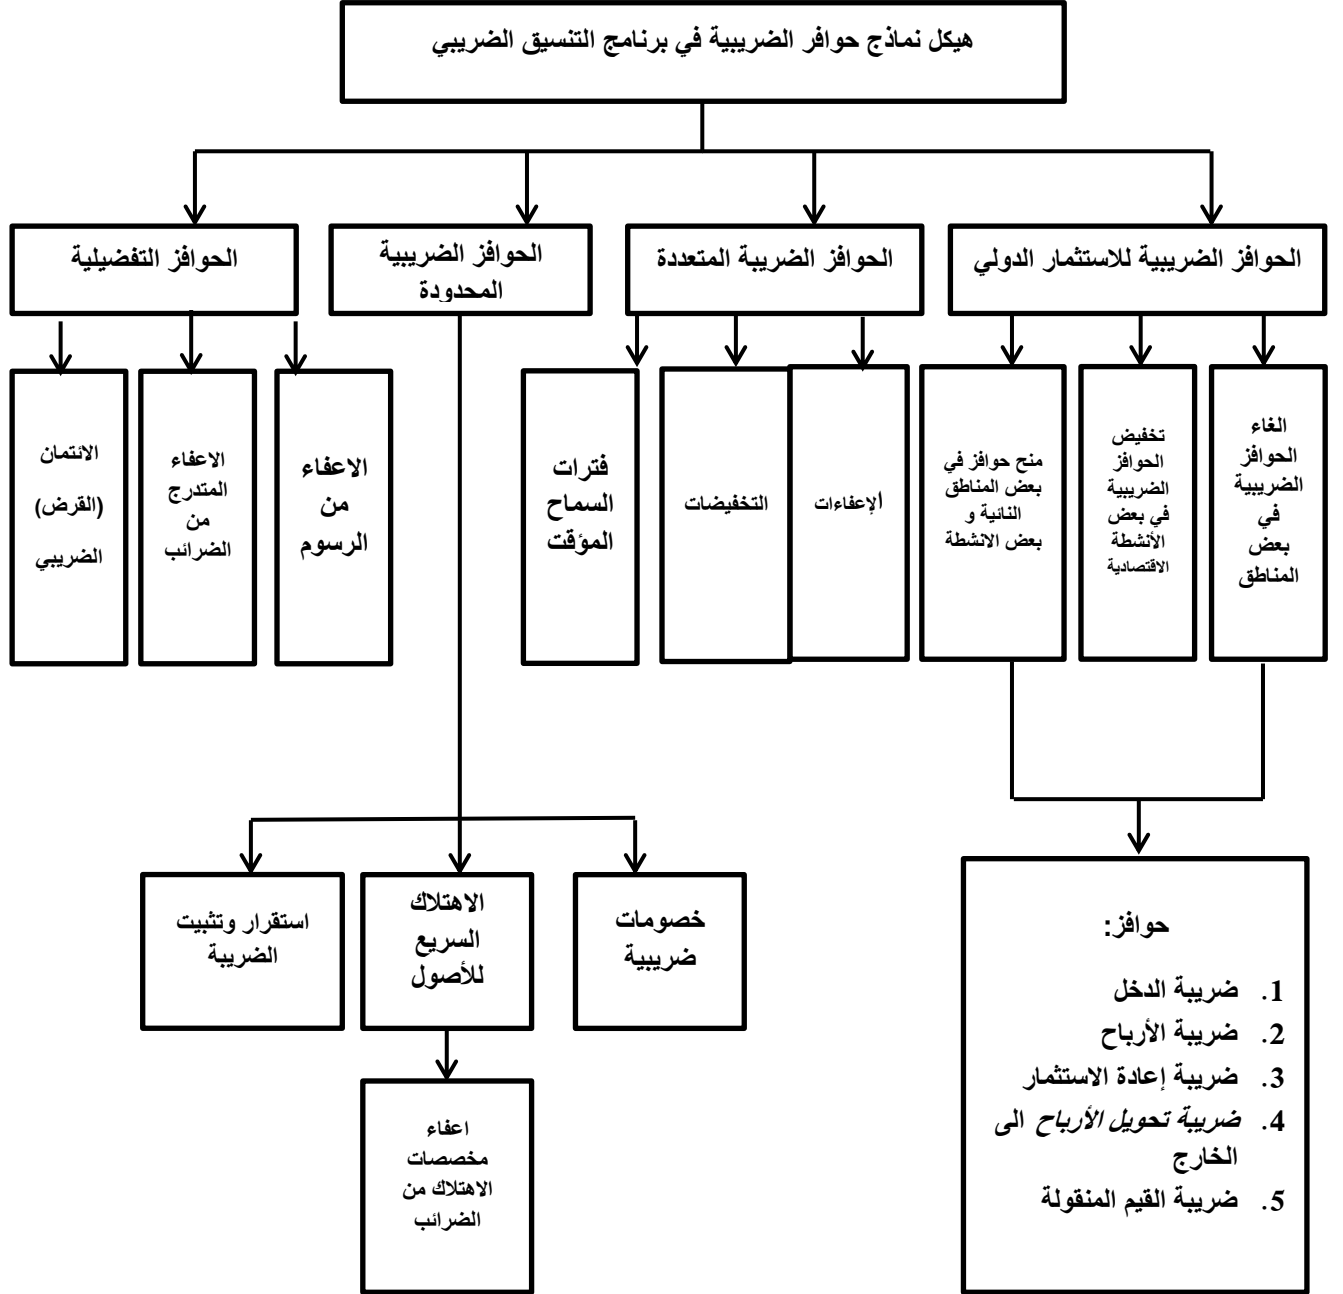 هيكل نماذج حوافر الضريبية في برنامج التنسيق الضريبي
الحوافز الضريبية للاستثمار الدولي
الحوافز الضريبة المتعددة
الحوافز الضريبية
المحدودة
الحوافز التفضيلية
الغاء
الحوافز
الضريبية
في
بعض
المناطق
تخفيض
الحوافز
الضريبية
في بعض
الأنشطة
الاقتصادية
منح حوافز في
بعض المناطق
النائية و
بعض الانشطة
ألإعفاءات
التخفيضات
فترات
السماح
المؤقت
الاعفاء
من
الرسوم
الاعفاء
المتدرج
من
الضرائب
الائتمان
(القرض)
الضريبي
خصومات
ضريبية
الاهتلاك
السريع
للأصول
استقرار وتثبيت
الضريبة
اعفاء
مخصصات
الاهتلاك من
الضرائب
حوافز:
1. ضريبة الدخل
2. ضريبة الأرباح
3. ضريبة إعادة الاستثمار
4. ضريبة تحويل الأرباح الى
الخارج
5. ضريبة القيم المنقولة